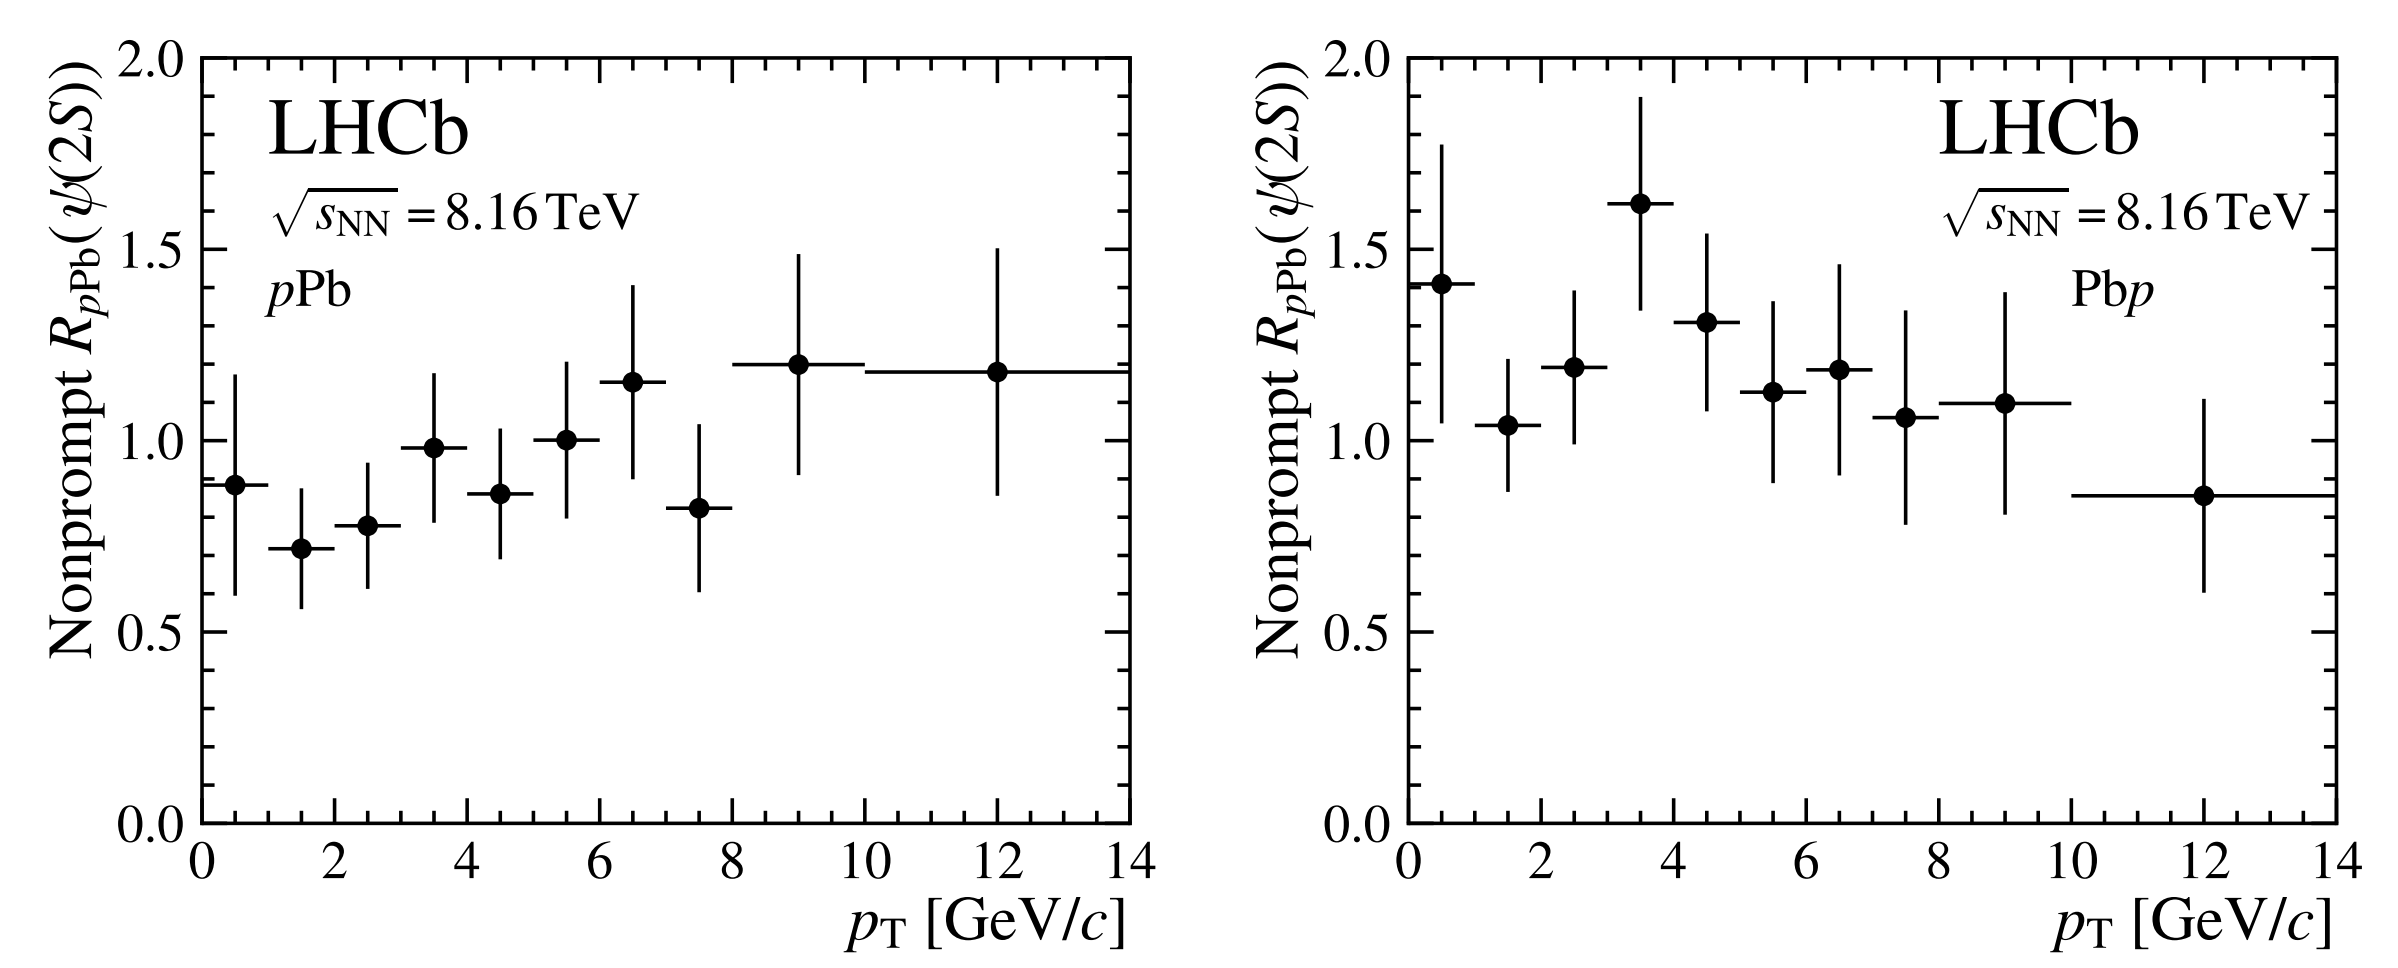 Nonprompt RpPb(ψ(2S))
2.0
1.5
1.0
0.5
0.0
LHCb
√sNN = 8.16 TeV
pPb
0 2 4 6 8 10 12 14
pT [GeV/c]
Nonprompt RpPb(ψ(2S))
2.0
1.5
1.0
0.5
0.0
LHCb
√sNN = 8.16 TeV
Pbp
0 2 4 6 8 10 12 14
pT [GeV/c]